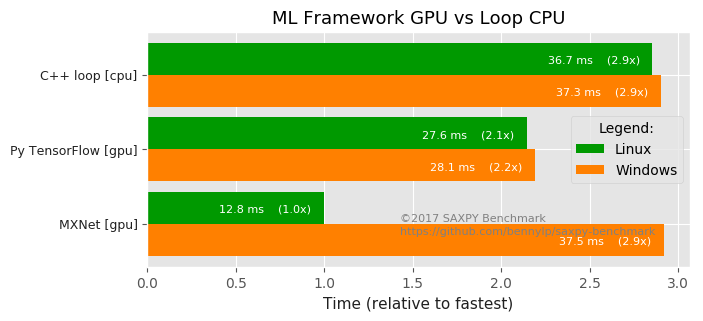 ML Framework GPU vs Loop CPU
C++ loop [cpu]
36.7 ms (2.9x)
37.3 ms (2.9x)
Py TensorFlow [gpu]
27.6 ms (2.1x)
28.1 ms (2.2x)
Legend:
Linux
Windows
MXNet [gpu]
12.8 ms (1.0x)
©2017 SAXPY Benchmark
https://github.com/bennylp/saxpy-benchmark
37.5 ms (2.9x)
0.0 0.5 1.0 1.5 2.0 2.5 3.0
Time (relative to fastest)